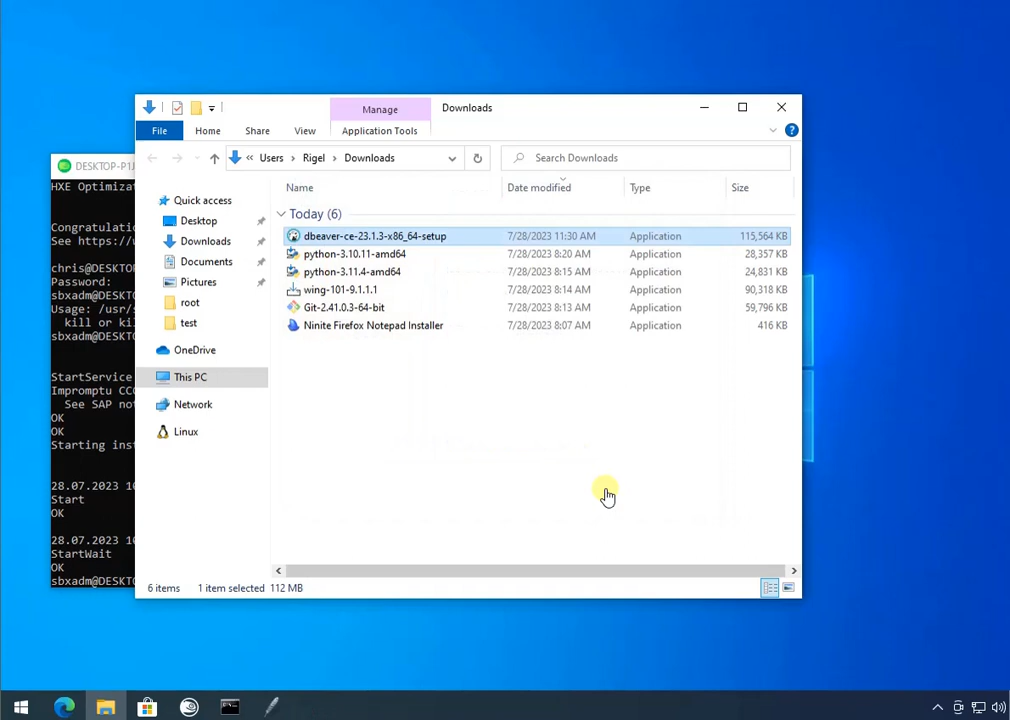 Manage
Downloads
File
Home
Share
View
Application Tools
« Users > Rigel > Downloads
Search Downloads
DESKTOP-P1
HXE Optimiza
Congratulati
See https://
chris@DESKTO
Password:
sbxadm@DESKT
Usage: /usr/
kill or kil
sbxadm@DESKT
StartService
Impromptu CC
See SAP no
OK
OK
Starting inst
28.07.2023 1
Start
OK
28.07.2023 1
StartWait
OK
sbxadm@DESKT
Quick access
Desktop
Downloads
Documents
Pictures
root
test
OneDrive
This PC
Network
Linux
Name
Date modified
Type
Size
Today (6)
dbeaver-ce-23.1.3-x86_64-setup 7/28/2023 11:30 AM Application 115,564 KB
python-3.10.11-amd64 7/28/2023 8:20 AM Application 28,357 KB
python-3.11.4-amd64 7/28/2023 8:15 AM Application 24,831 KB
wing-101-9.1.1.1 7/28/2023 8:14 AM Application 90,318 KB
Git-2.41.0.3-64-bit 7/28/2023 8:13 AM Application 59,796 KB
Ninite Firefox Notepad Installer 7/28/2023 8:07 AM Application 416 KB
6 items
1 item selected 112 MB